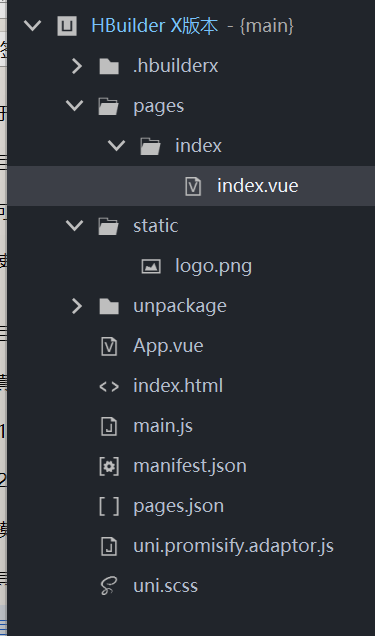 HBuilder X版本 - {main}
.hbuilderx
pages
index
index.vue
static
logo.png
unpackage
App.vue
index.html
main.js
manifest.json
pages.json
uni.promisify.adaptor.js
uni.scss